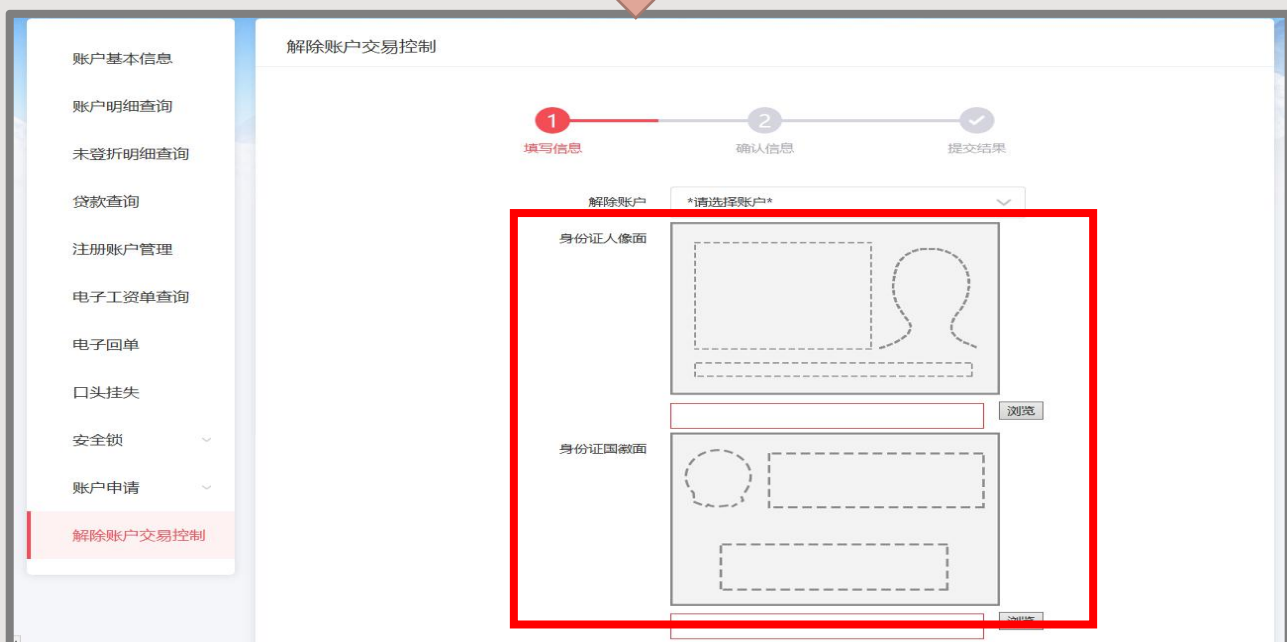 账户基本信息
账户明细查询
未登折明细查询
贷款查询
注册账户管理
电子工资单查询
电子回单
口头挂失
安全锁
账户申请
解除账户交易控制
解除账户交易控制
1
2
填写信息
确认信息
提交结果
解除账户
*请选择账户*
身份证人像面
浏览
身份证国徽面
浏览